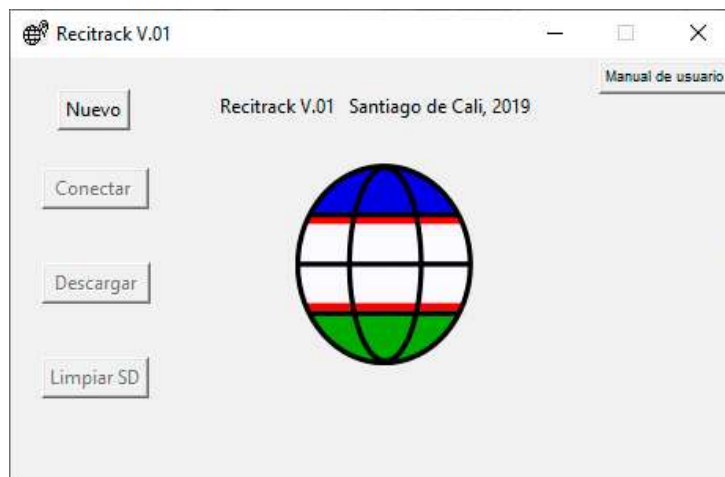 Recitrack V.01
Manual de usuario
Nuevo
Recitrack V.01   Santiago de Cali, 2019
Conectar
Descargar
Limpiar SD